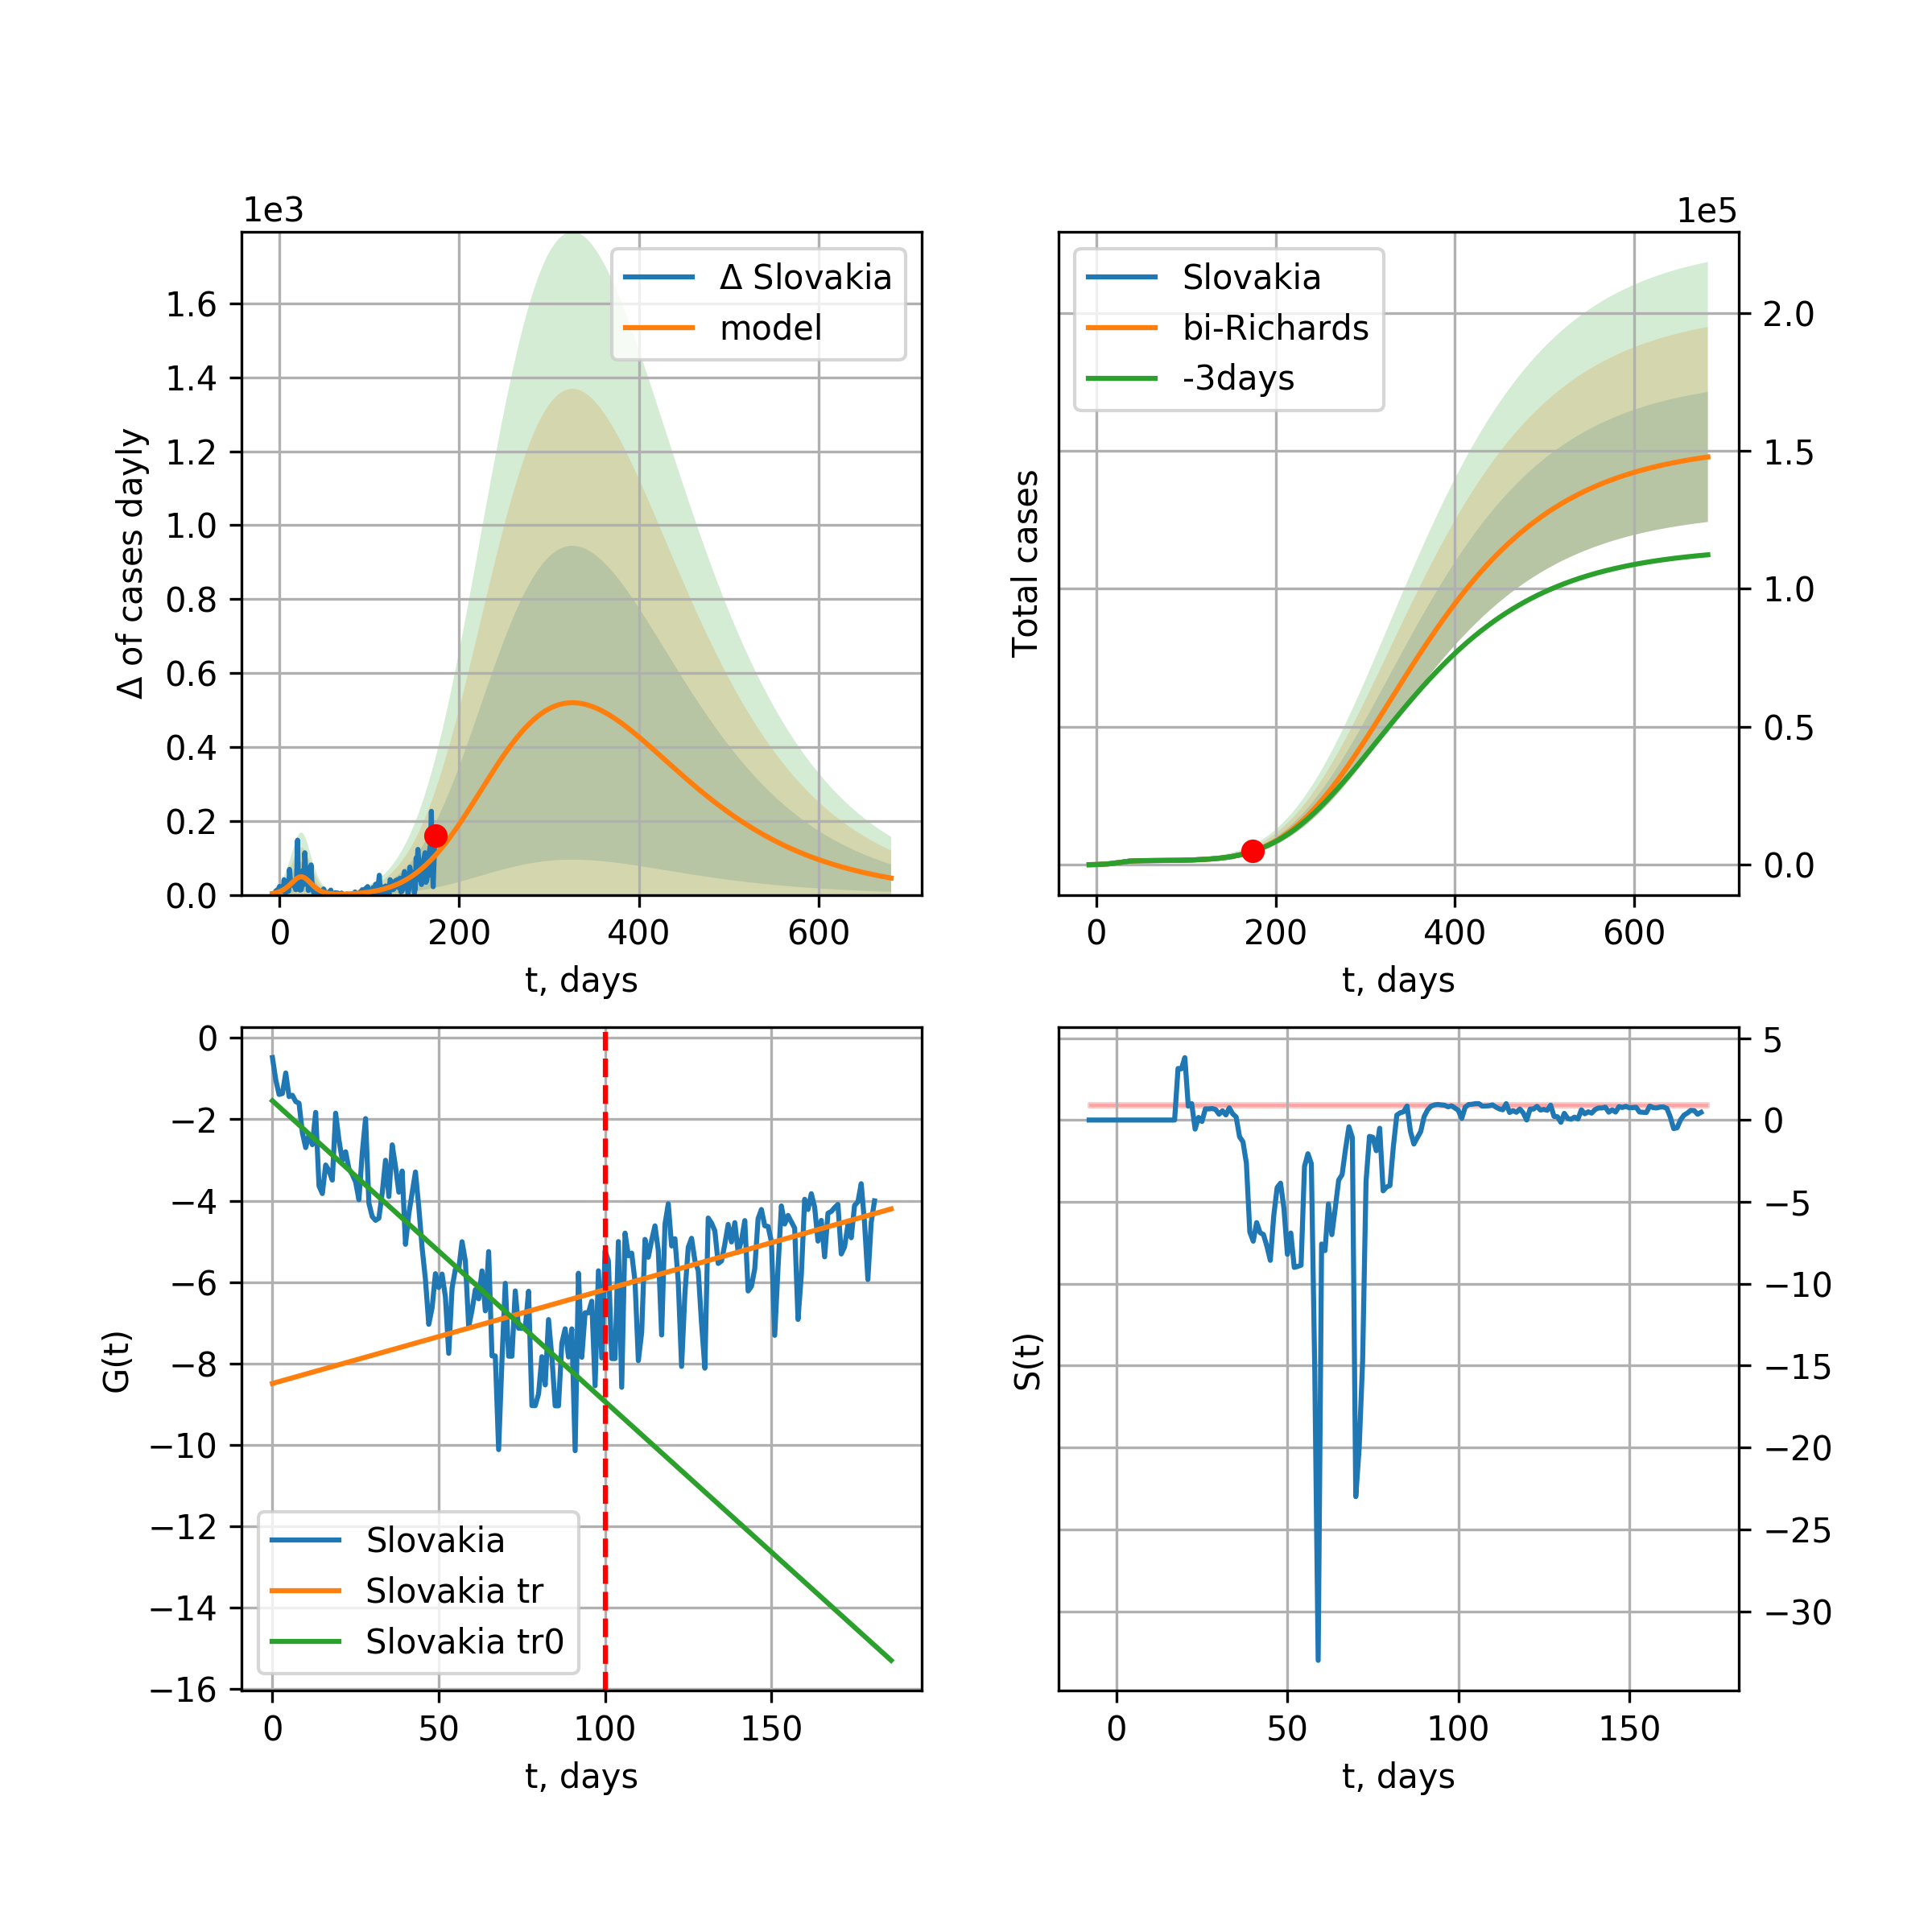 1e3
Δ of cases dayly
1.6
1.4
1.2
1.0
0.8
0.6
0.4
0.2
0.0
Δ Slovakia
model
0 200 400 600
t, days
1e5
Total cases
Slovakia
bi-Richards
-3days
2.0
1.5
1.0
0.5
0.0
0 200 400 600
t, days
G(t)
0
−2
−4
−6
−8
−10
−12
−14
−16
Slovakia
Slovakia tr
Slovakia tr0
0 50 100 150
t, days
S(t)
5
0
−5
−10
−15
−20
−25
−30
0 50 100 150
t, days